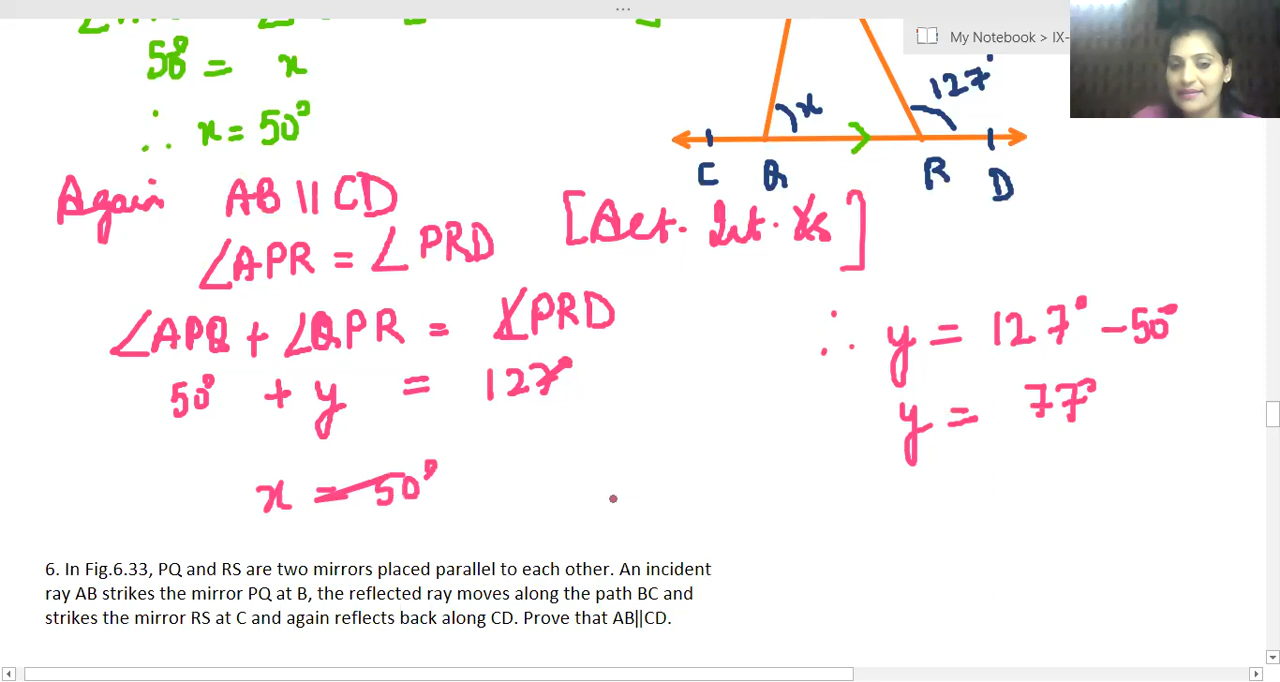 My Notebook > IX-
50° = x
∴ x = 50°
x
127°
C Q R D
Again AB || CD
[Alt. Int. ∠s]
∠APR = ∠PRD
∠APQ + ∠QPR = ∠PRD
50° + y = 127°
∴ y = 127° - 50°
y = 77°
x = 50°
6. In Fig.6.33, PQ and RS are two mirrors placed parallel to each other. An incident
ray AB strikes the mirror PQ at B, the reflected ray moves along the path BC and
strikes the mirror RS at C and again reflects back along CD. Prove that AB||CD.